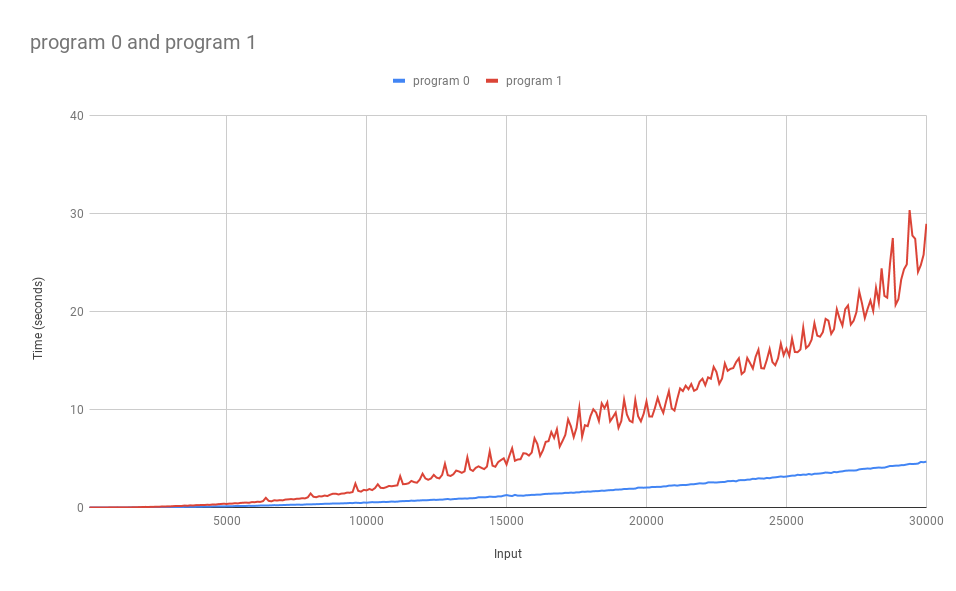 program 0 and program 1
program 0 program 1
40
30
20
10
0
5000 10000 15000 20000 25000 30000
Time (seconds)
Input